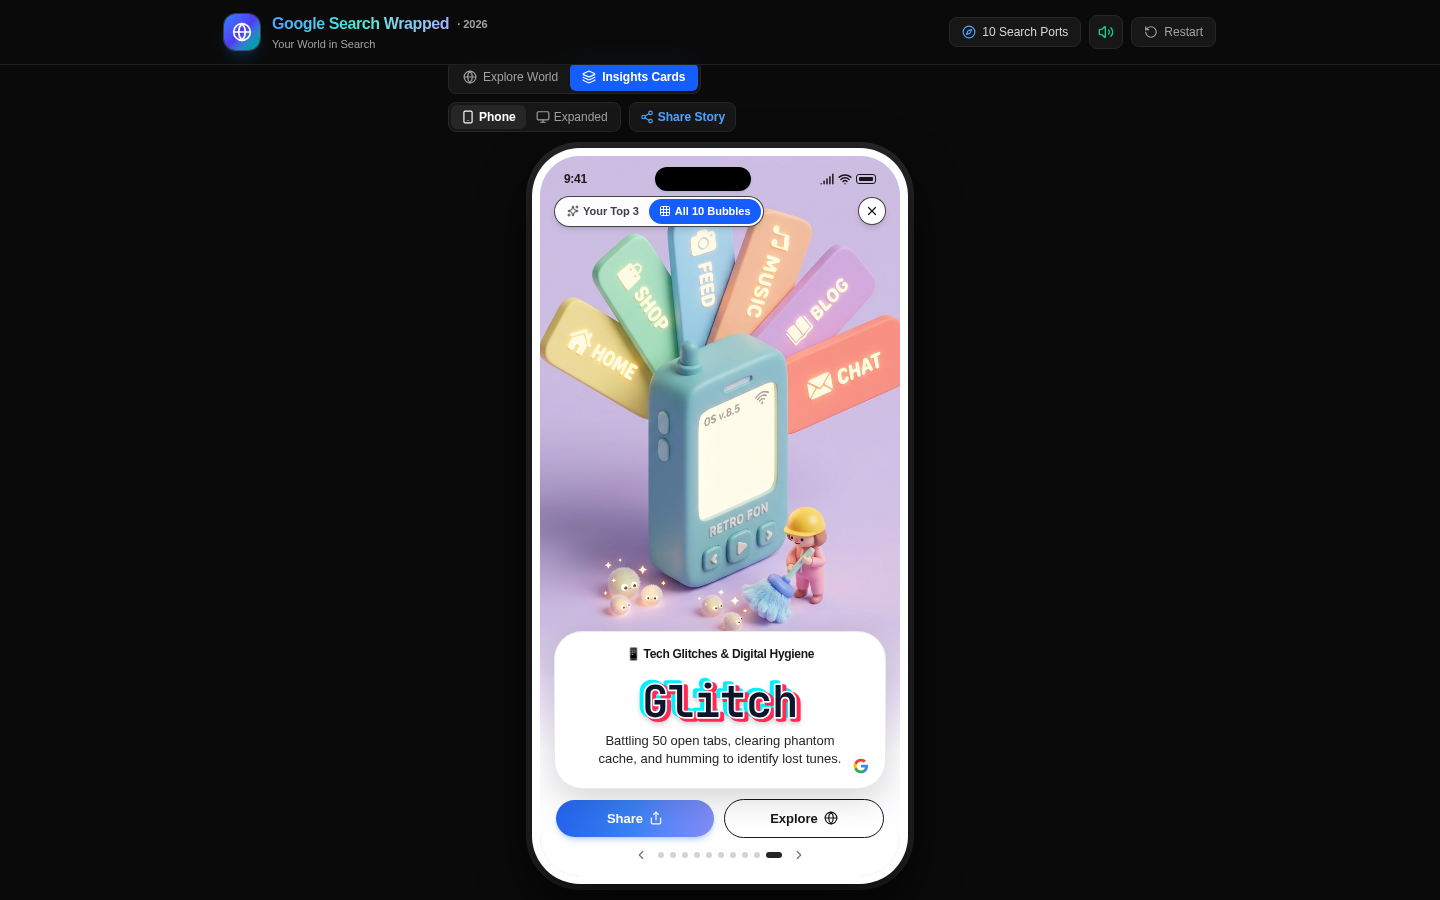 Google Search Wrapped · 2026
Your World in Search
10 Search Ports
Restart
Explore World
Insights Cards
Phone
Expanded
Share Story
9:41
Your Top 3
All 10 Bubbles
HOME
SHOP
FEED
MUSIC
BLOG
CHAT
OS v.8.5
RETRO FON
📱 Tech Glitches & Digital Hygiene
Glitch
Battling 50 open tabs, clearing phantom
cache, and humming to identify lost tunes.
Share
Explore